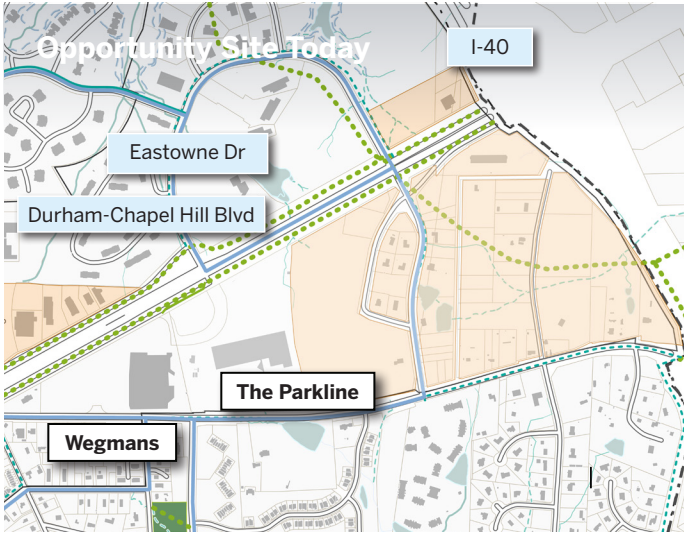 Opportunity Site Today
I-40
Eastowne Dr
Durham-Chapel Hill Blvd
The Parkline
Wegmans